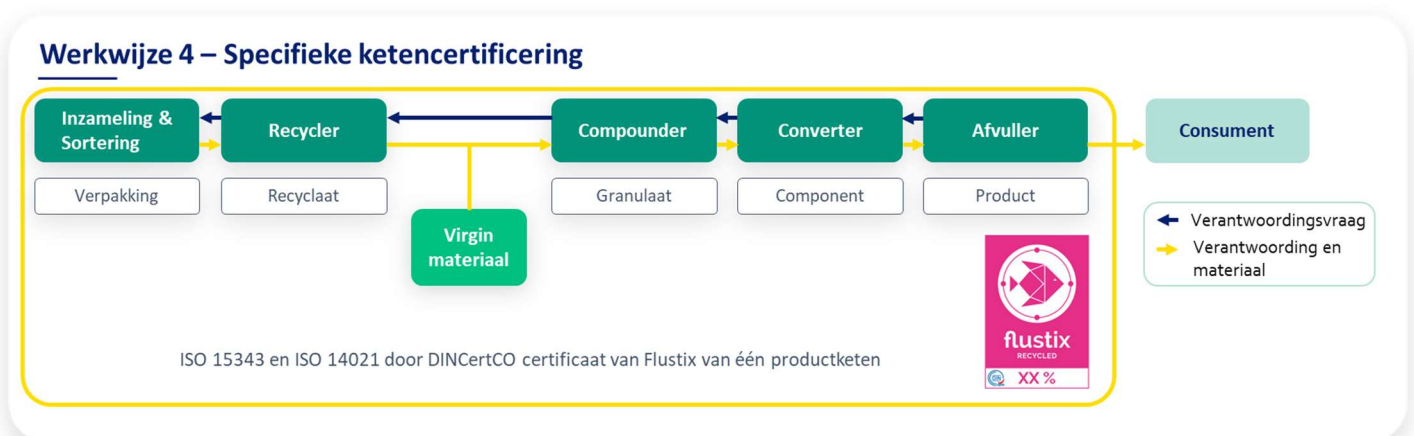 Werkwijze 4 – Specifieke ketencertificering
Inzameling &
Sortering
Recycler
Compounder
Converter
Afvuller
Consument
Verpakking
Recyclaat
Granulaat
Component
Product
Virgin
materiaal
Verantwoordingsvraag
Verantwoording en
materiaal
flustix
RECYCLED
XX %
ISO 15343 en ISO 14021 door DINCertCO certificaat van Flustix van één productketen